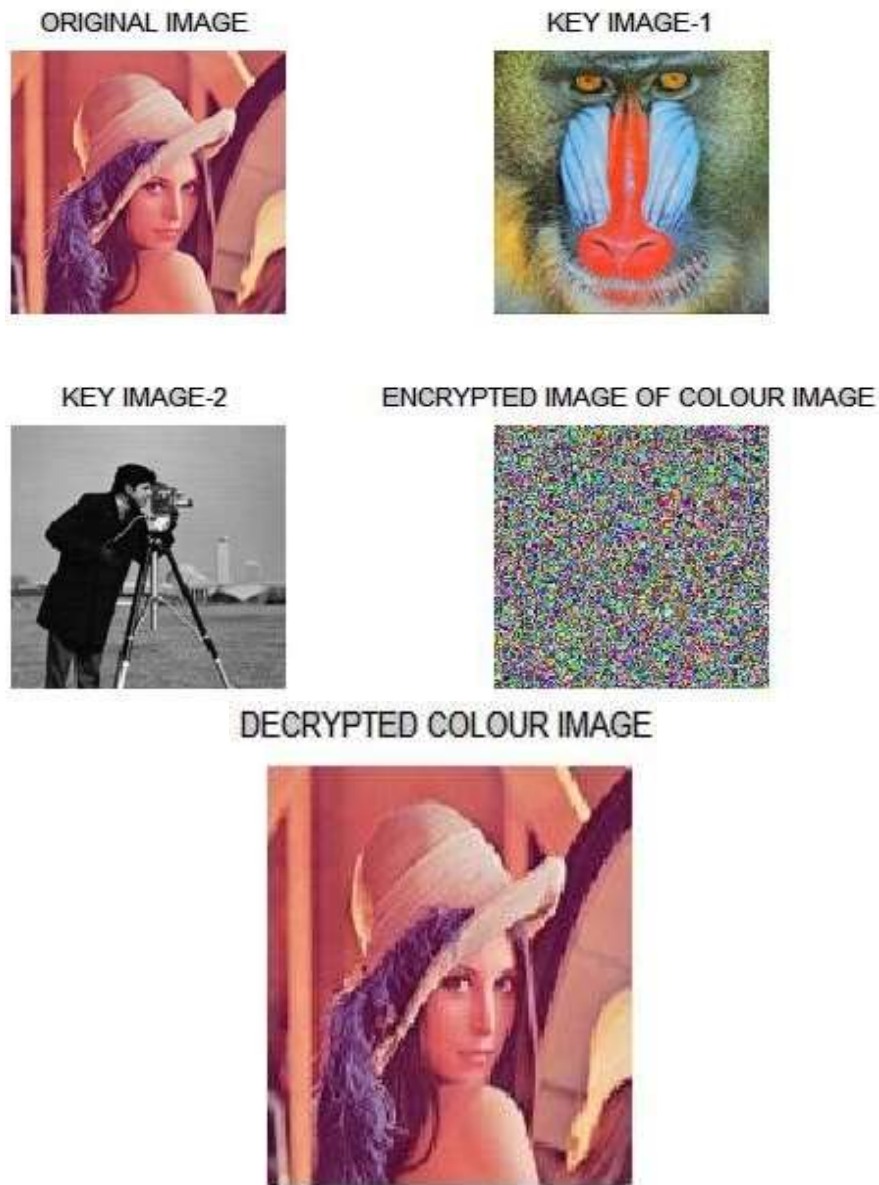 ORIGINAL IMAGE
KEY IMAGE-1
KEY IMAGE-2
ENCRYPTED IMAGE OF COLOUR IMAGE
DECRYPTED COLOUR IMAGE